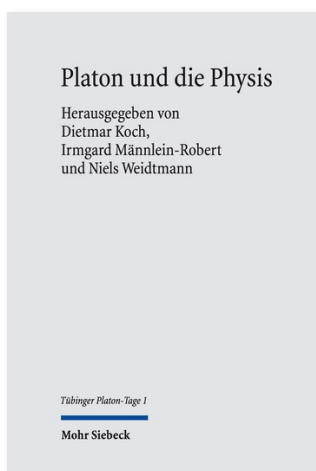 Platon und die Physis
Herausgegeben von
Dietmar Koch,
Irmgard Männlein-Robert
und Niels Weidtmann
Tübinger Platon-Tage 1
Mohr Siebeck